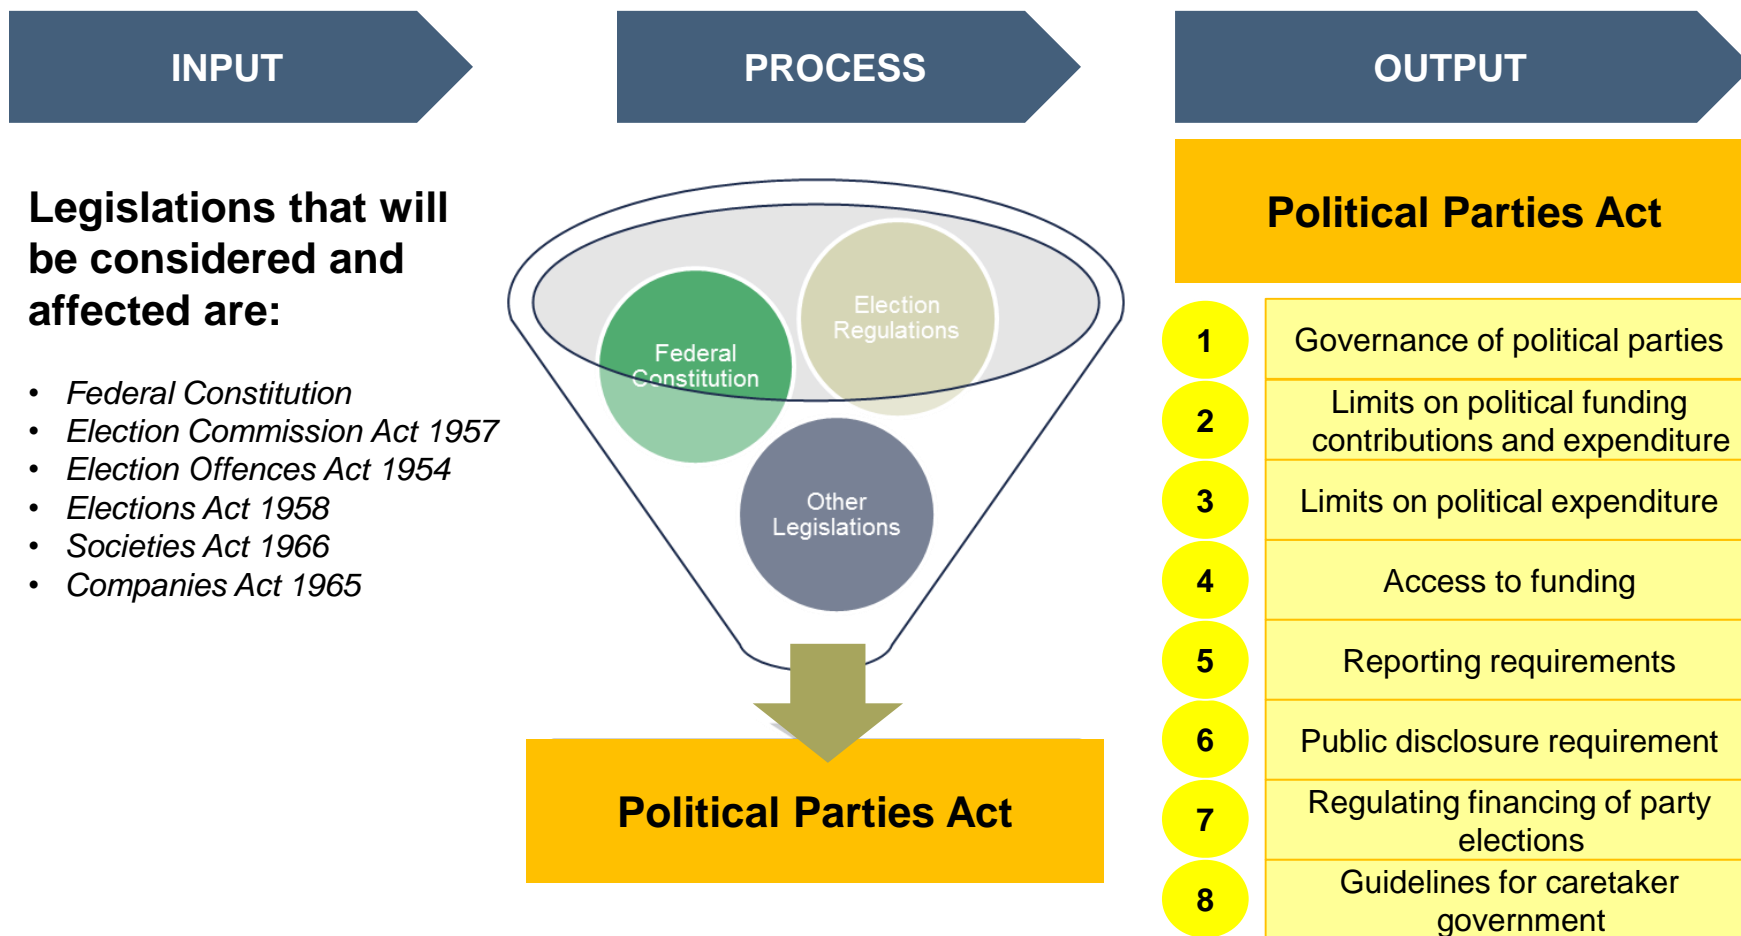 INPUT
PROCESS
OUTPUT
Legislations that will
be considered and
affected are:
• Federal Constitution
• Election Commission Act 1957
• Election Offences Act 1954
• Elections Act 1958
• Societies Act 1966
• Companies Act 1965
Election
Regulations
Federal
Constitution
Other
Legislations
Political Parties Act
Political Parties Act
1
Governance of political parties
2
Limits on political funding
contributions and expenditure
3
Limits on political expenditure
4
Access to funding
5
Reporting requirements
6
Public disclosure requirement
7
Regulating financing of party
elections
8
Guidelines for caretaker
government